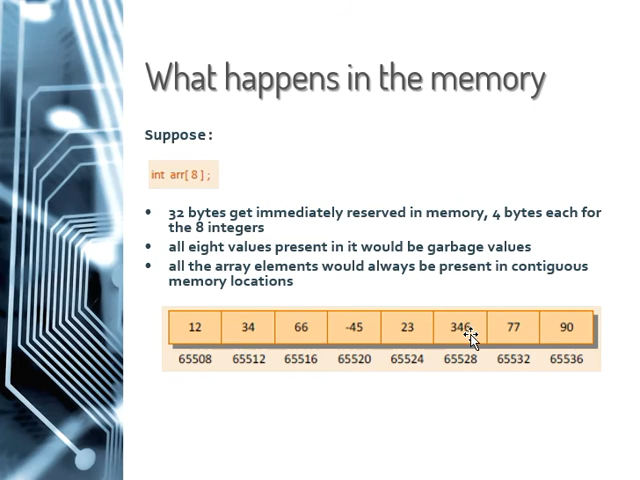 What happens in the memory
Suppose:
int arr[ 8 ] ;
• 32 bytes get immediately reserved in memory, 4 bytes each for
the 8 integers
• all eight values present in it would be garbage values
• all the array elements would always be present in contiguous
memory locations
12 34 66 -45 23 346 77 90
65508 65512 65516 65520 65524 65528 65532 65536